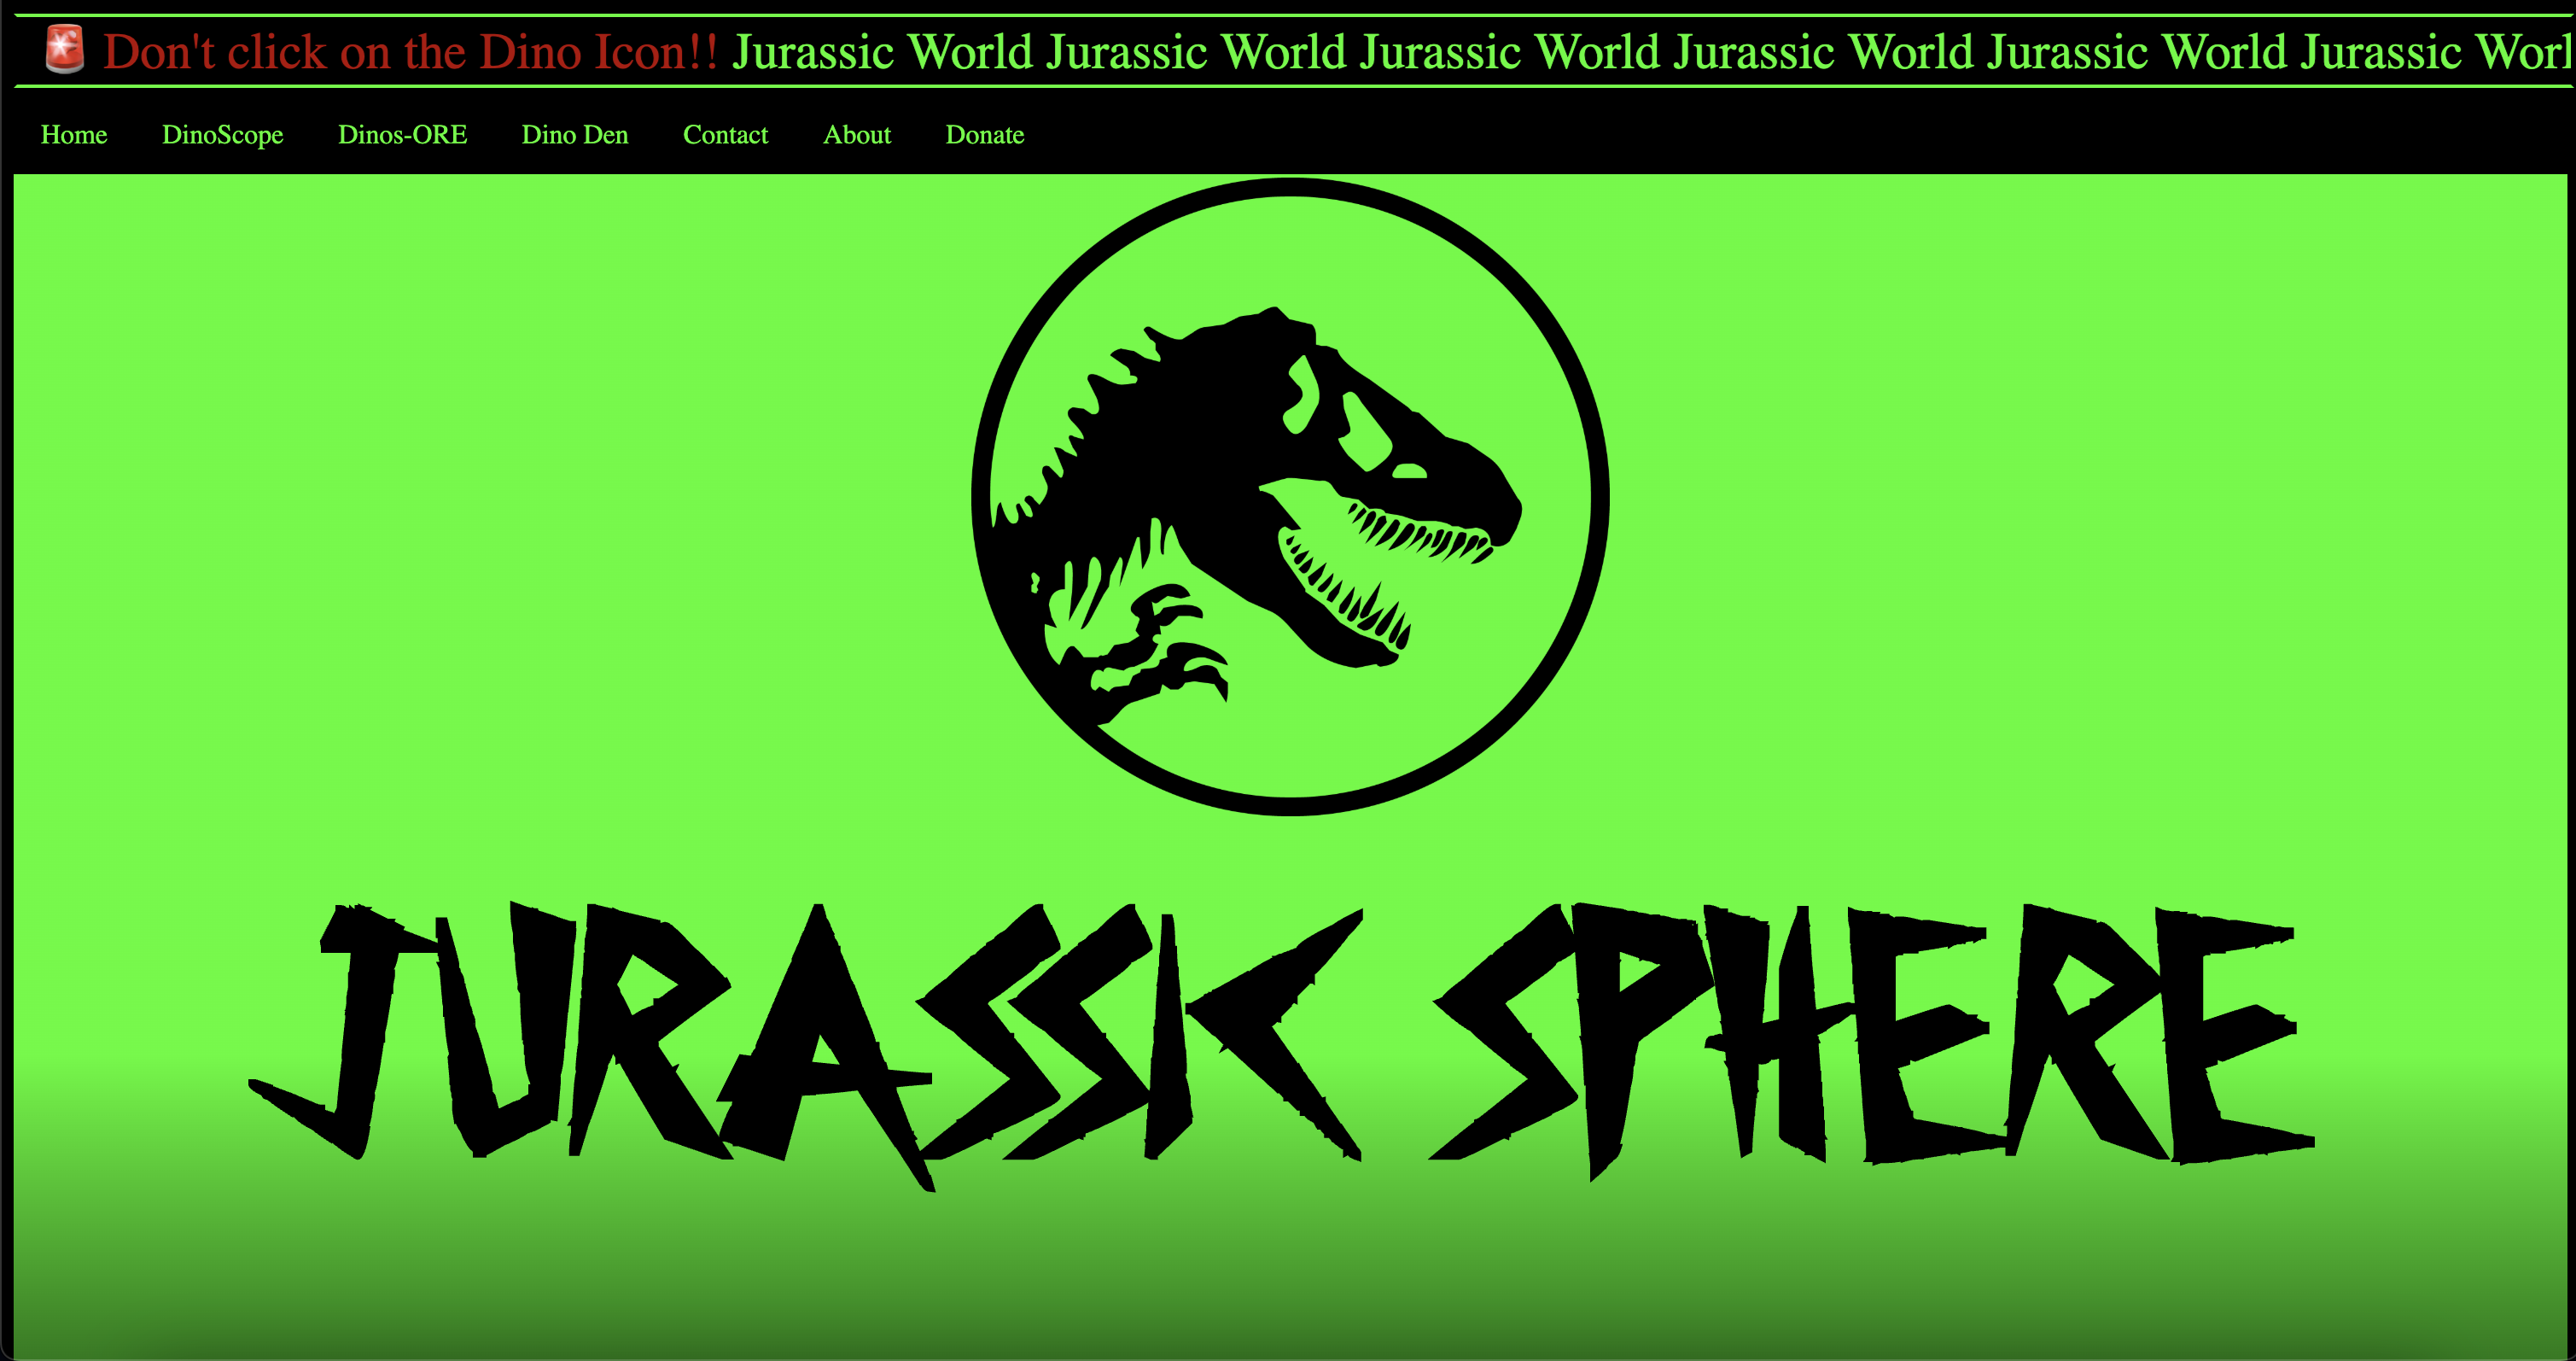 Don't click on the Dino Icon!! Jurassic World Jurassic World Jurassic World Jurassic World Jurassic World Jurassic Worl
Home DinoScope Dinos-ORE Dino Den Contact About Donate
JURASSIC SPHERE